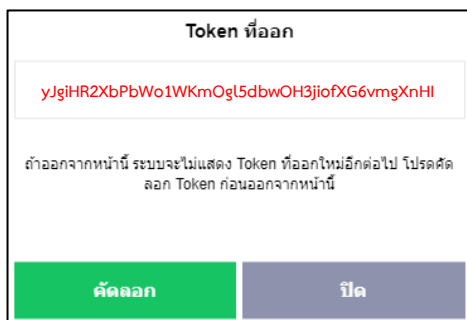 Token ที่ออก
yJgiHR2XbPbWo1WKmOgl5dbwOH3jiofXG6vmgXnHI
ถ้าออกจากหน้านี้ ระบบจะไม่แสดง Token ที่ออกใหม่อีกต่อไป โปรดคัด
ลอก Token ก่อนออกจากหน้านี้
คัดลอก
ปิด